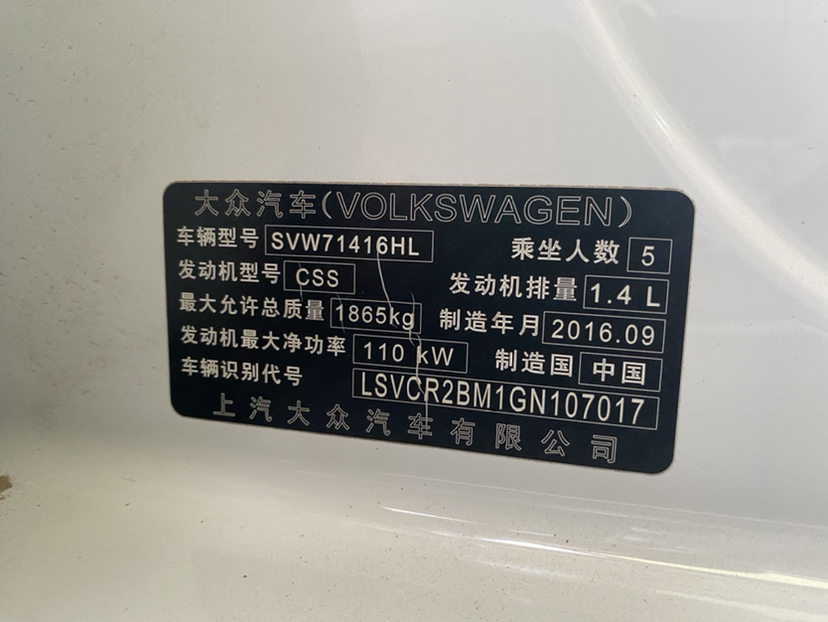 大众汽车(VOLKSWAGEN)
车辆型号 SVW71416HL 乘坐人数 5
发动机型号 CSS 发动机排量 1.4 L
最大允许总质量 1865kg 制造年月 2016.09
发动机最大净功率 110 kW 制造国 中国
车辆识别代号 LSVCR2BM1GN107017
上汽大众汽车有限公司